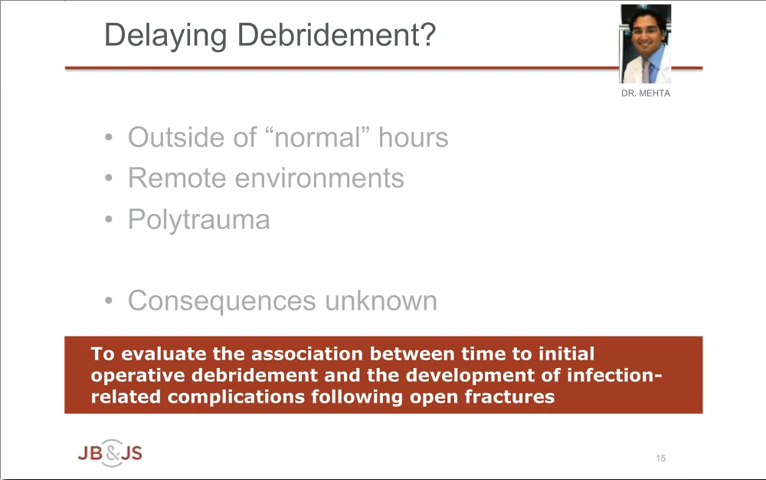 Delaying Debridement?
DR. MEHTA
• Outside of “normal” hours
• Remote environments
• Polytrauma
• Consequences unknown
To evaluate the association between time to initial
operative debridement and the development of infection-
related complications following open fractures
JB&JS
15